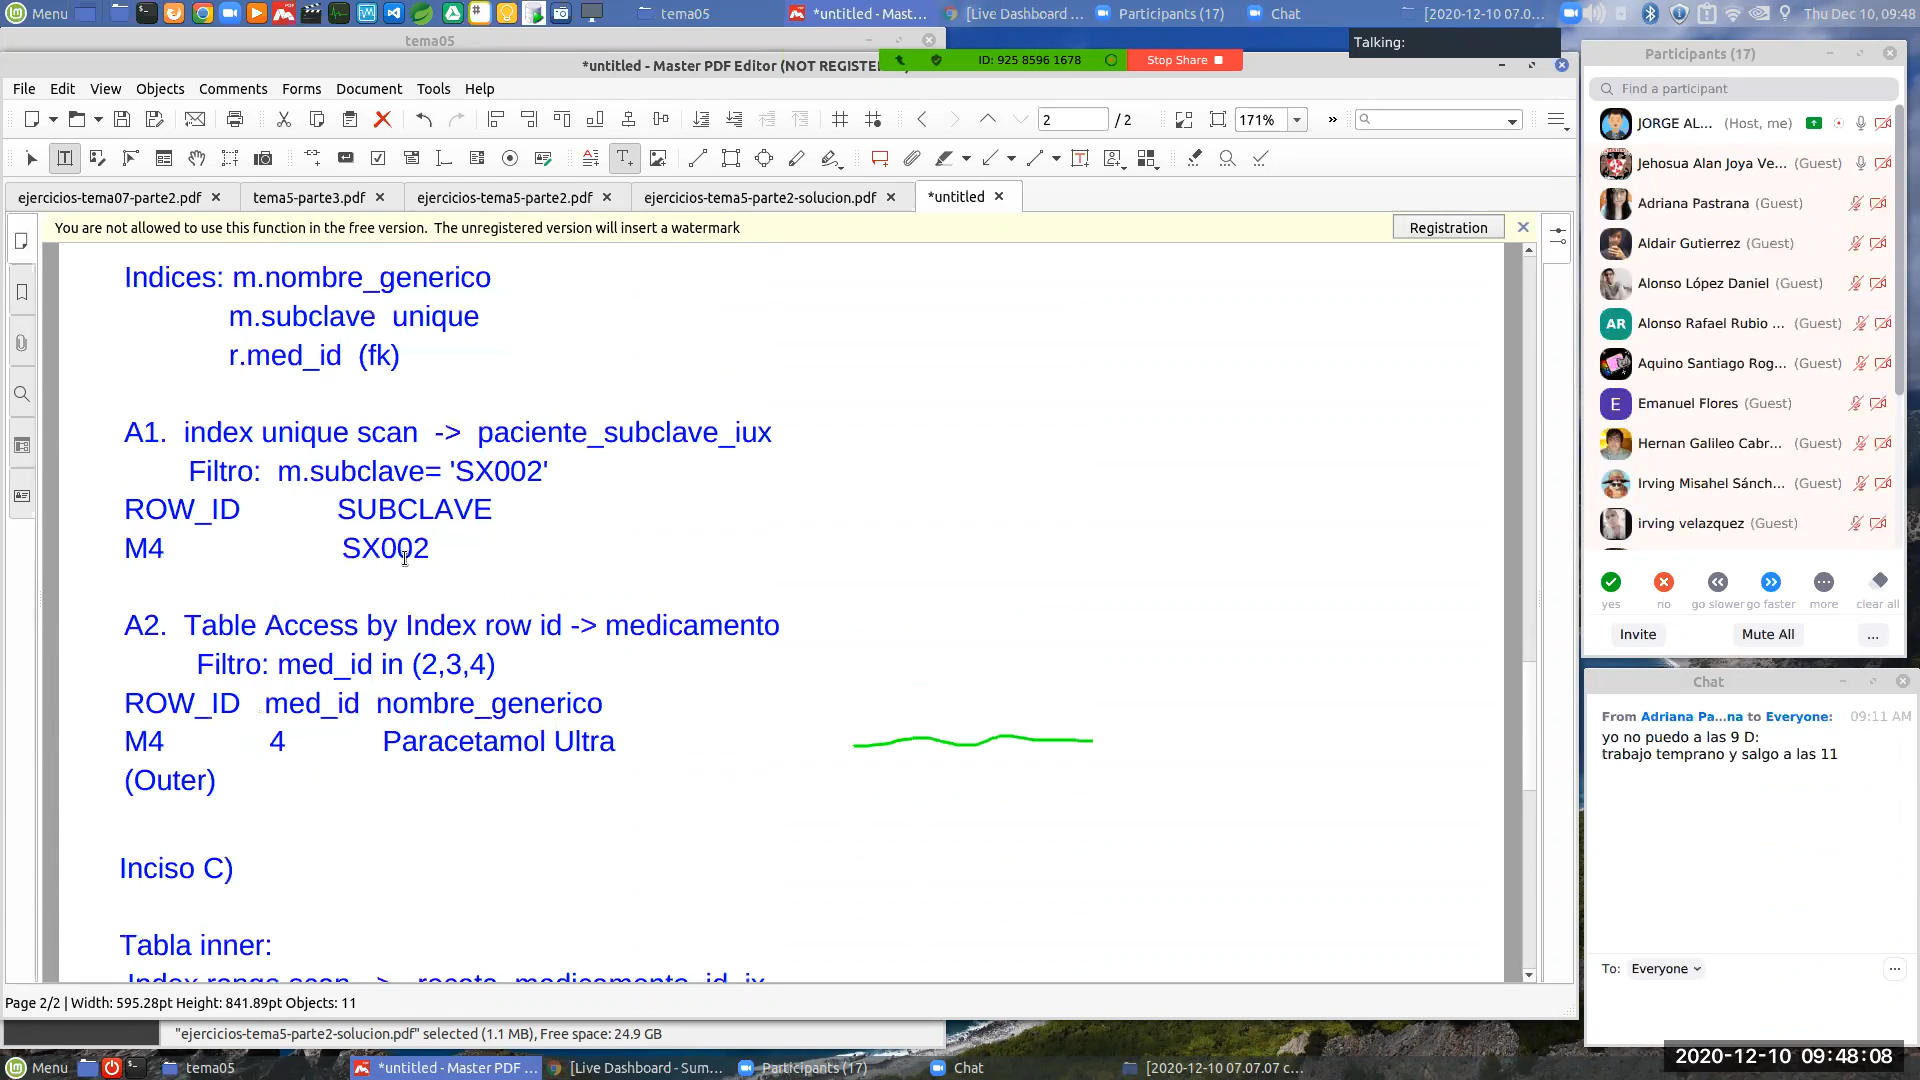 Menu
tema05
*untitled - Mast...
[Live Dashboard ...
Participants (17)
Chat
[2020-12-10 07.0...
Thu Dec 10, 09:48
tema05
Talking:
*untitled - Master PDF Editor (NOT REGISTE
ID: 925 8596 1678
Stop Share
File Edit View Objects Comments Forms Document Tools Help
2 / 2
171%
ejercicios-tema07-parte2.pdf
tema5-parte3.pdf
ejercicios-tema5-parte2.pdf
ejercicios-tema5-parte2-solucion.pdf
*untitled
You are not allowed to use this function in the free version. The unregistered version will insert a watermark
Registration
Indices: m.nombre_generico
m.subclave unique
r.med_id (fk)
A1. index unique scan -> paciente_subclave_iux
Filtro: m.subclave= 'SX002'
ROW_ID SUBCLAVE
M4 SX002
A2. Table Access by Index row id -> medicamento
Filtro: med_id in (2,3,4)
ROW_ID med_id nombre_generico
M4 4 Paracetamol Ultra
(Outer)
Inciso C)
Tabla inner:
Index range scan -> receta_medicamento_id_ix
Page 2/2 | Width: 595.28pt Height: 841.89pt Objects: 11
"ejercicios-tema5-parte2-solucion.pdf" selected (1.1 MB), Free space: 24.9 GB
Participants (17)
Find a participant
JORGE AL... (Host, me)
Jehosua Alan Joya Ve... (Guest)
Adriana Pastrana (Guest)
Aldair Gutierrez (Guest)
Alonso López Daniel (Guest)
AR Alonso Rafael Rubio ... (Guest)
Aquino Santiago Rog... (Guest)
E Emanuel Flores (Guest)
Hernan Galileo Cabr... (Guest)
Irving Misahel Sánch... (Guest)
irving velazquez (Guest)
yes no go slower go faster more clear all
Invite Mute All ...
Chat
From Adriana Pa...na to Everyone: 09:11 AM
yo no puedo a las 9 D:
trabajo temprano y salgo a las 11
To: Everyone
2020-12-10 09:48:08
Menu
tema05
*untitled - Master PDF ...
[Live Dashboard - Sum...
Participants (17)
Chat
[2020-12-10 07.07.07 c...